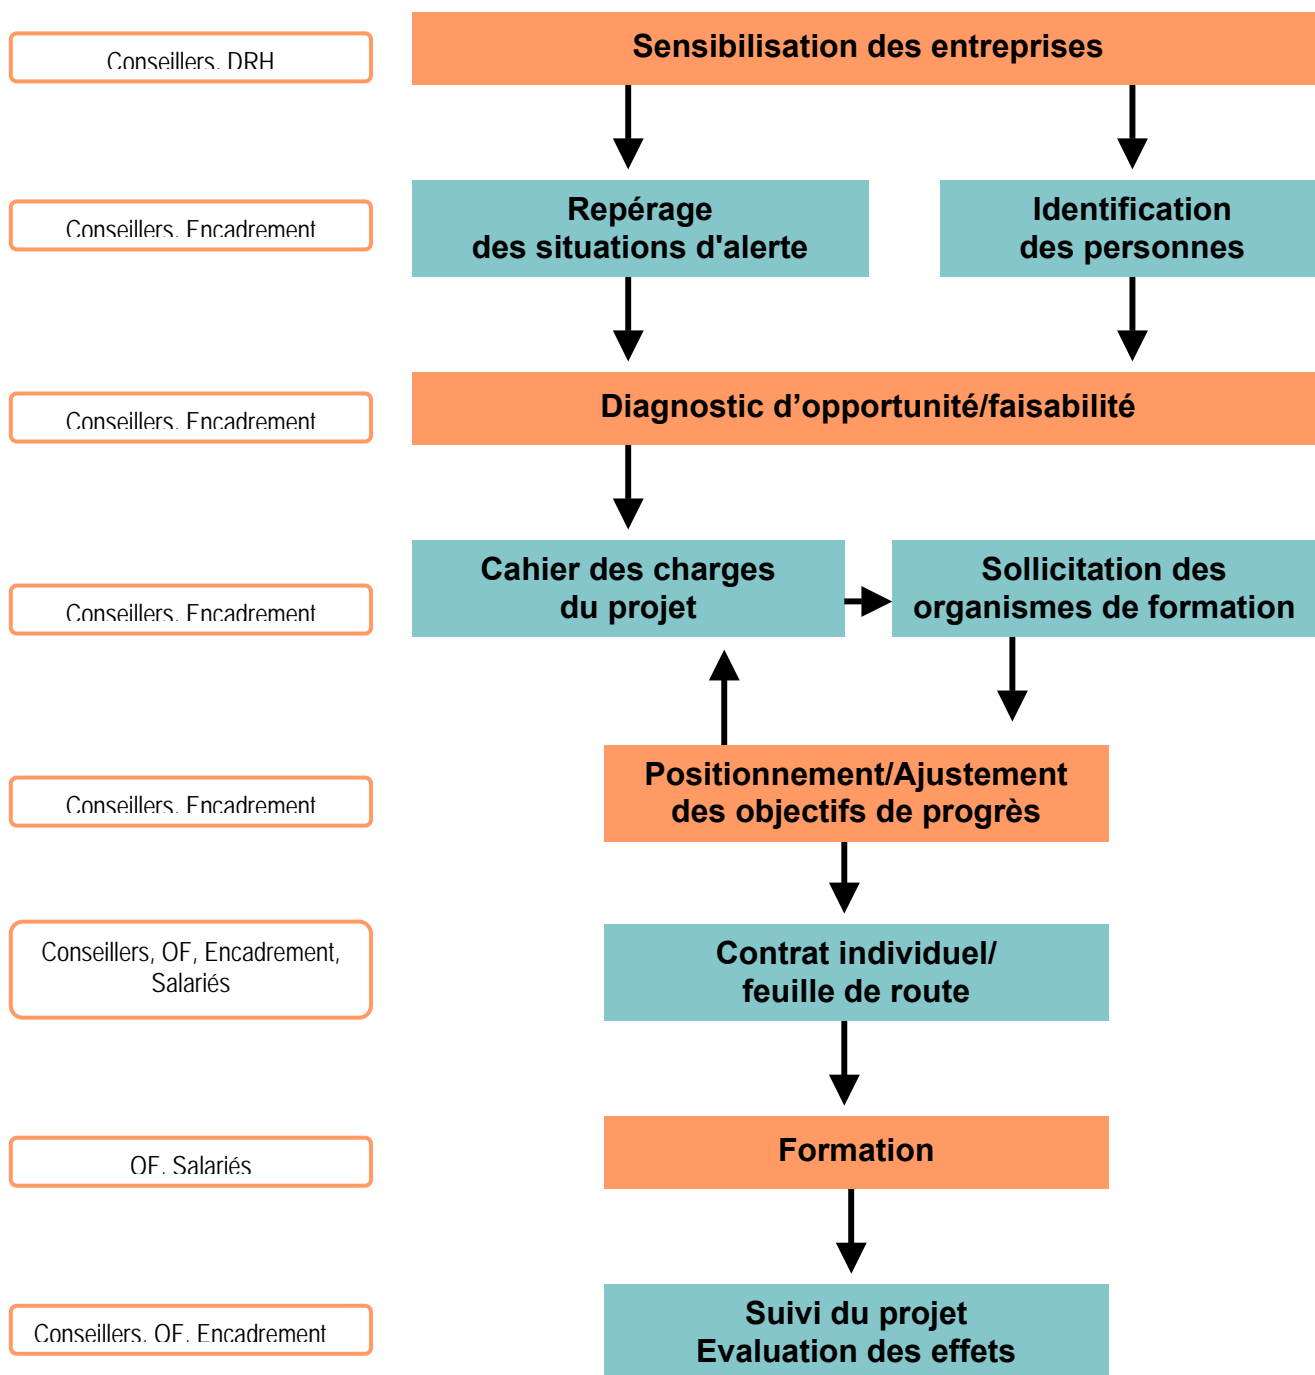 Conseillers, DRH
Sensibilisation des entreprises
Conseillers, Encadrement
Repérage
des situations d'alerte
Identification
des personnes
Conseillers, Encadrement
Diagnostic d’opportunité/faisabilité
Conseillers, Encadrement
Cahier des charges
du projet
Sollicitation des
organismes de formation
Conseillers, Encadrement
Positionnement/Ajustement
des objectifs de progrès
Conseillers, OF, Encadrement,
Salariés
Contrat individuel/
feuille de route
OF, Salariés
Formation
Conseillers, OF, Encadrement
Suivi du projet
Evaluation des effets